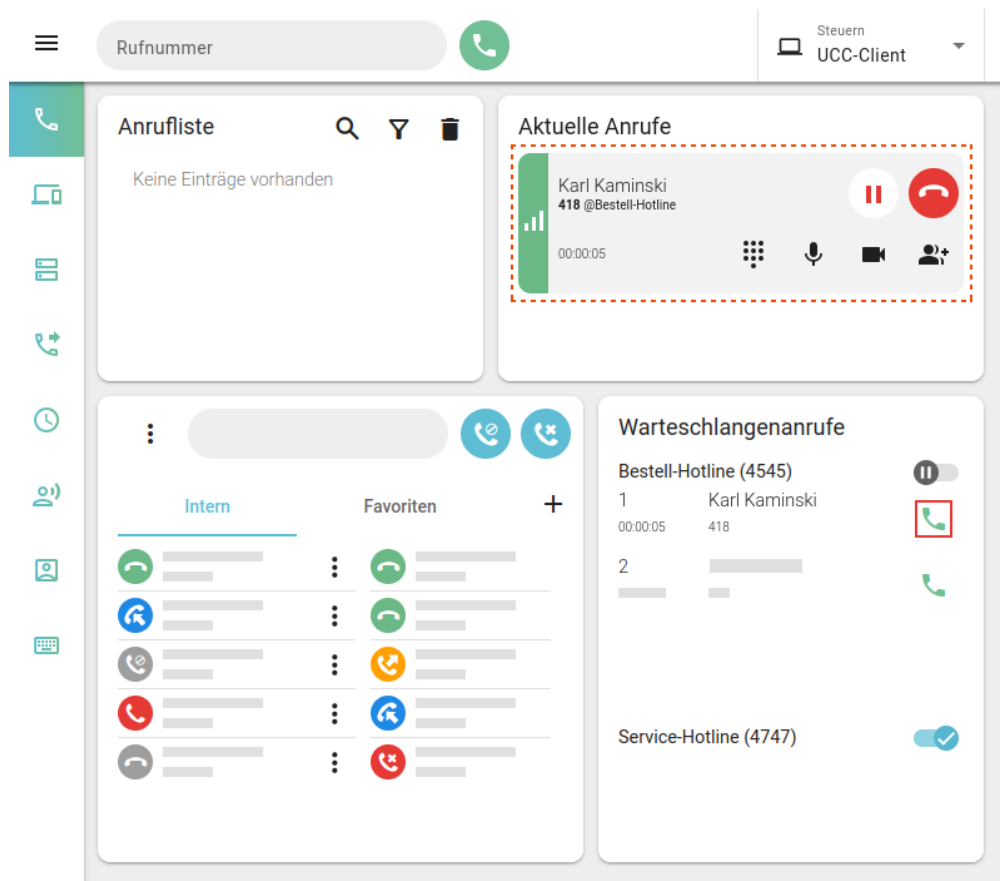 Rufnummer
Steuern
UCC-Client
Anrufliste
Keine Einträge vorhanden
Aktuelle Anrufe
Karl Kaminski
418 @Bestell-Hotline
00:00:05
Intern
Favoriten
Warteschlangenanrufe
Bestell-Hotline (4545)
1 Karl Kaminski
00:00:05 418
2
Service-Hotline (4747)